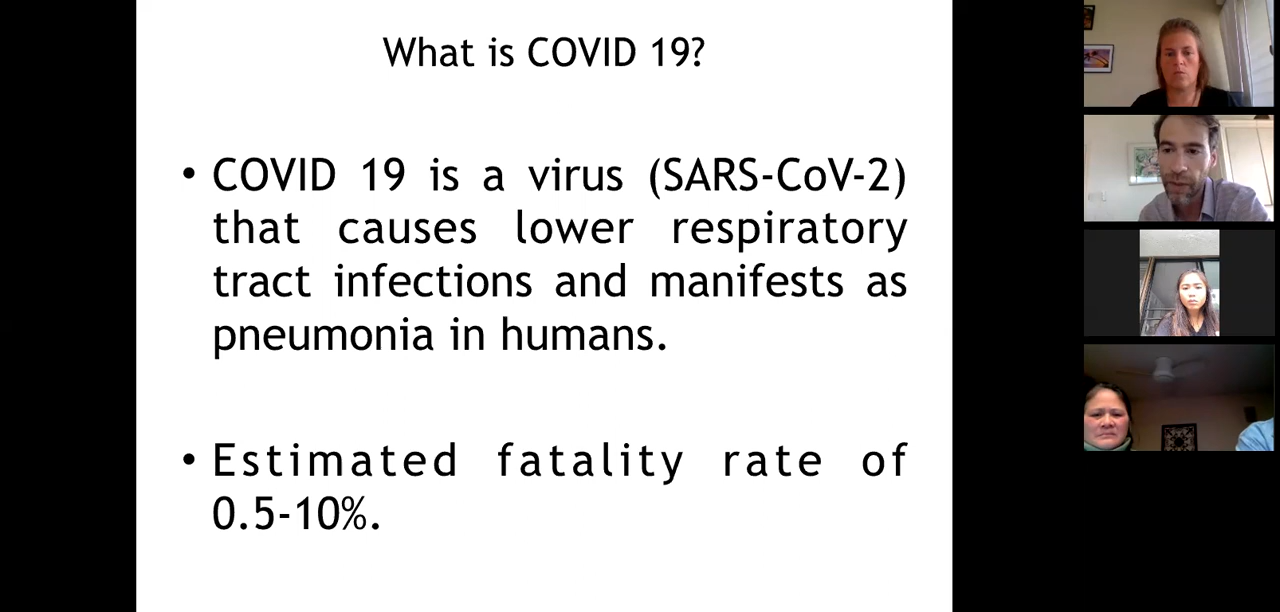 What is COVID 19?
• COVID 19 is a virus (SARS-CoV-2)
that causes lower respiratory
tract infections and manifests as
pneumonia in humans.
• Estimated fatality rate of
0.5-10%.